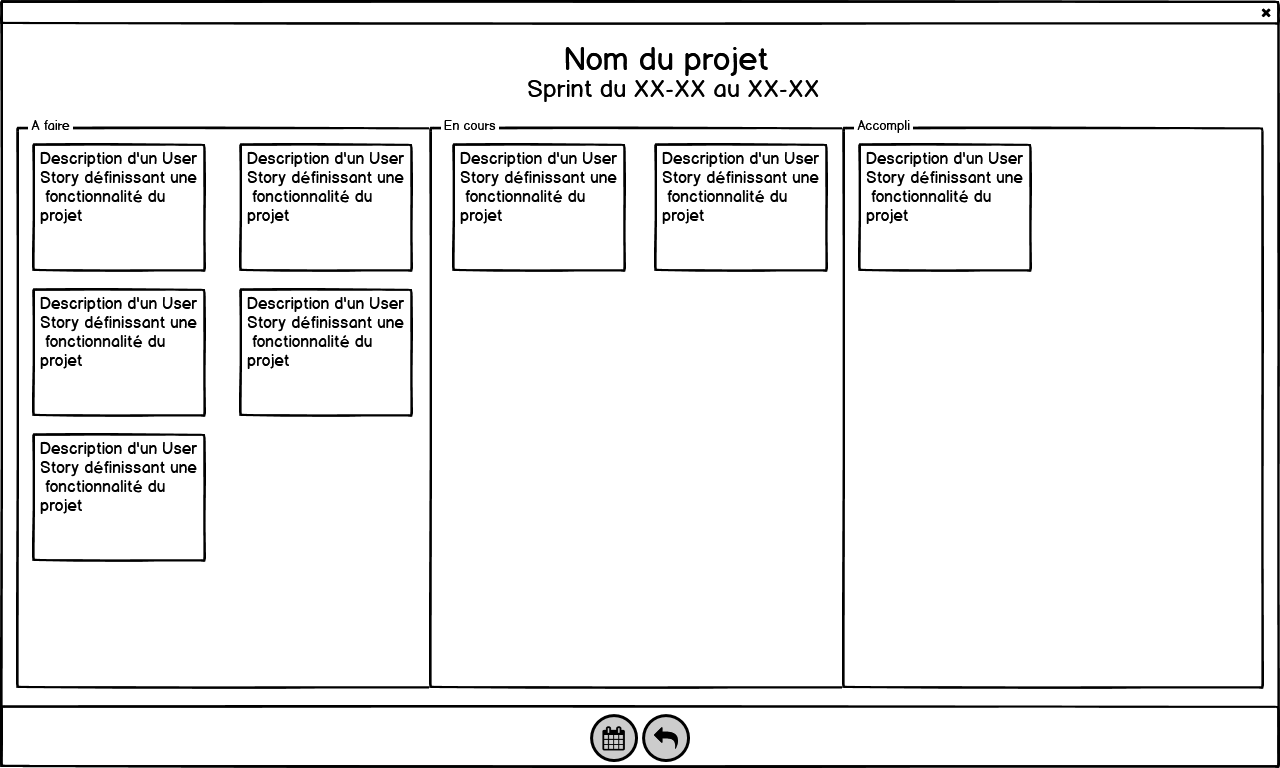 Nom du projet
Sprint du XX-XX au XX-XX
A faire
Description d'un User
Story définissant une
fonctionnalité du
projet
Description d'un User
Story définissant une
fonctionnalité du
projet
Description d'un User
Story définissant une
fonctionnalité du
projet
Description d'un User
Story définissant une
fonctionnalité du
projet
Description d'un User
Story définissant une
fonctionnalité du
projet
En cours
Description d'un User
Story définissant une
fonctionnalité du
projet
Description d'un User
Story définissant une
fonctionnalité du
projet
Accompli
Description d'un User
Story définissant une
fonctionnalité du
projet